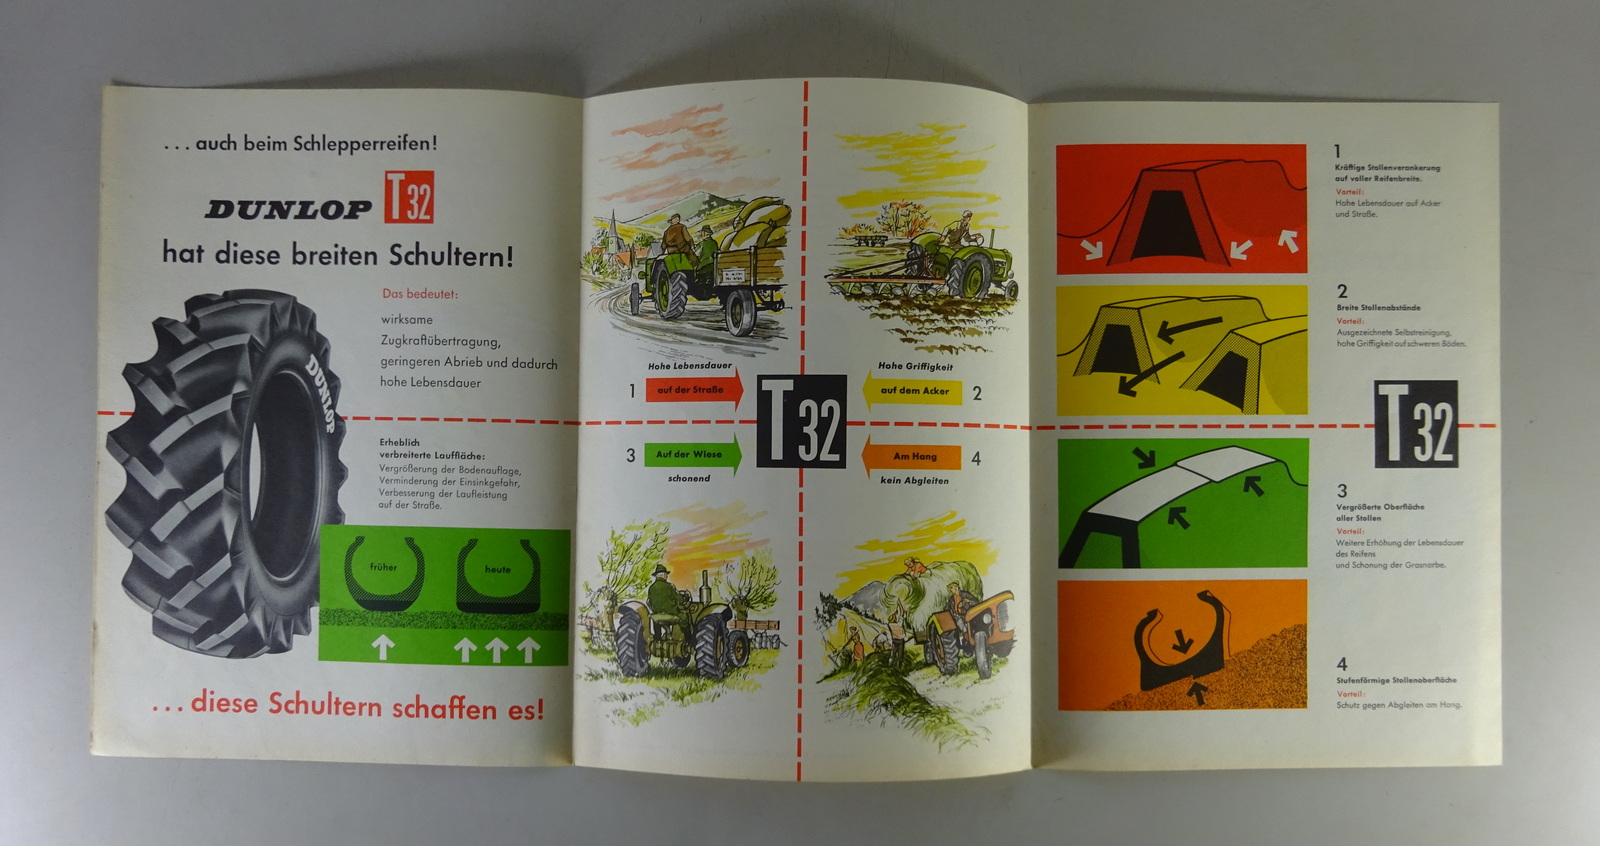 ...auch beim Schlepperreifen!
DUNLOP T32
hat diese breiten Schultern!
Das bedeutet:
wirksame
Zugkraftübertragung,
geringeren Abrieb und dadurch
hohe Lebensdauer
DUNLOP
Erheblich
verbreiterte Lauffläche:
Vergrößerung der Bodenauflage,
Verminderung der Einsinkgefahr,
Verbesserung der Laufleistung
auf der Straße.
früher
heute
...diese Schultern schaffen es!
Hohe Lebensdauer
1 auf der Straße
Hohe Griffigkeit
auf dem Acker 2
T32
3 Auf der Wiese
schonend
Am Hang 4
kein Abgleiten
1
Kräftige Stollenverankerung
auf voller Reifenbreite.
Vorteil:
Hohe Lebensdauer auf Acker
und Straße.
2
Breite Stollenabstände
Vorteil:
Ausgezeichnete Selbstreinigung,
hohe Griffigkeit auf schweren Böden.
T32
3
Vergrößerte Oberfläche
aller Stollen
Vorteil:
Weitere Erhöhung der Lebensdauer
des Reifens
und Schonung der Grasnarbe.
4
Stufenförmige Stollenoberfläche
Vorteil:
Schutz gegen Abgleiten am Hang.